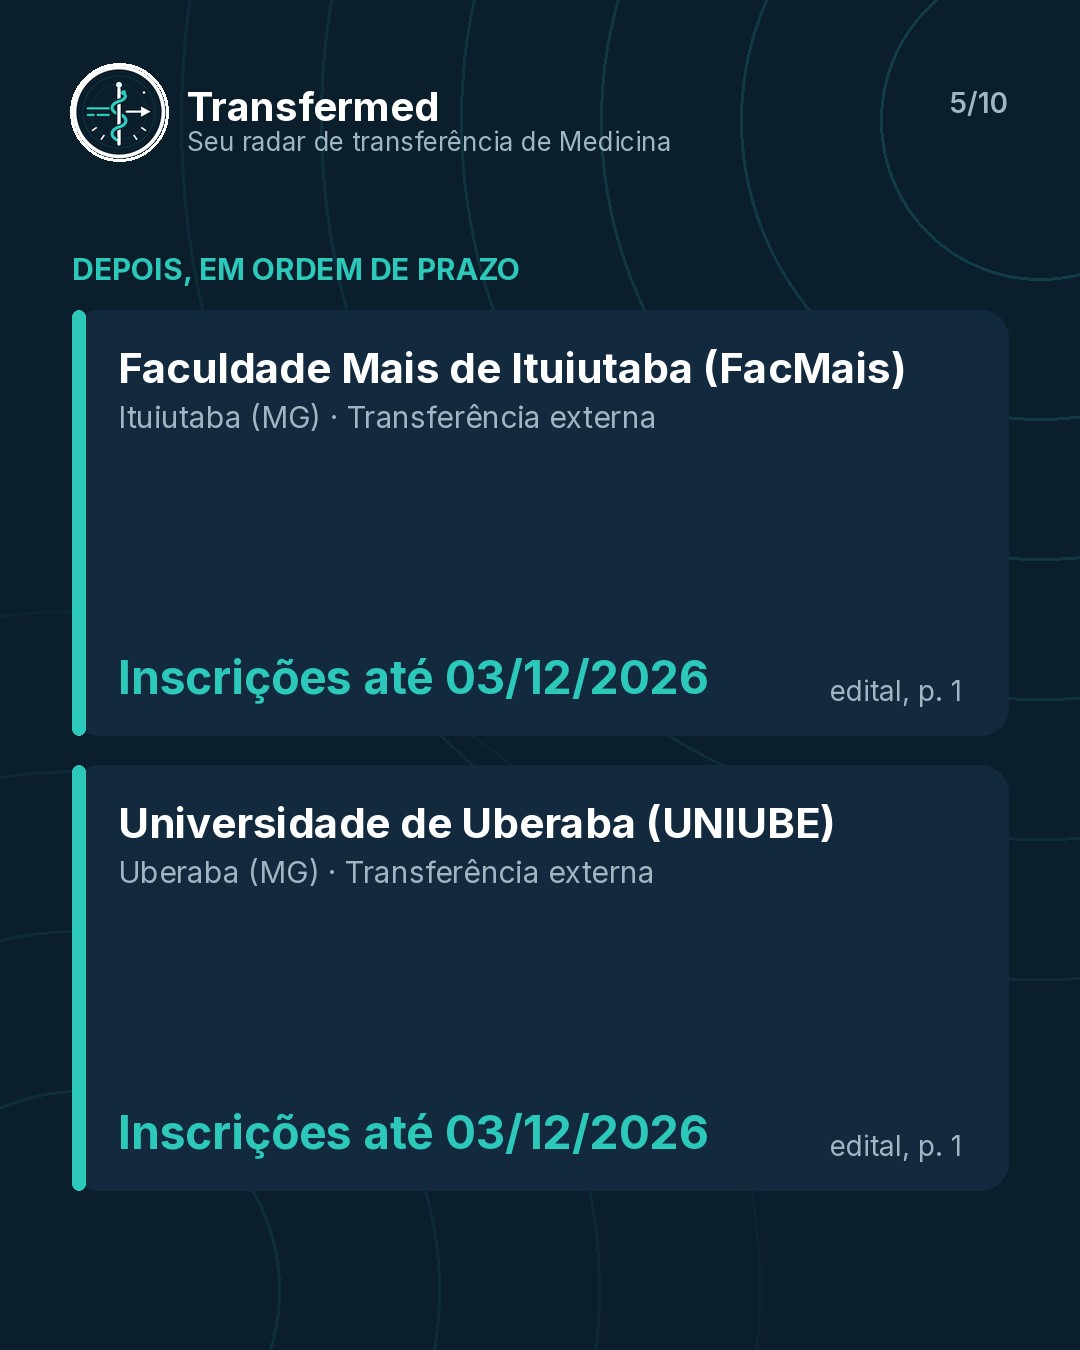 Transfermed
Seu radar de transferência de Medicina
5/10
DEPOIS, EM ORDEM DE PRAZO
Faculdade Mais de Ituiutaba (FacMais)
Ituiutaba (MG) · Transferência externa
Inscrições até 03/12/2026
edital, p. 1
Universidade de Uberaba (UNIUBE)
Uberaba (MG) · Transferência externa
Inscrições até 03/12/2026
edital, p. 1